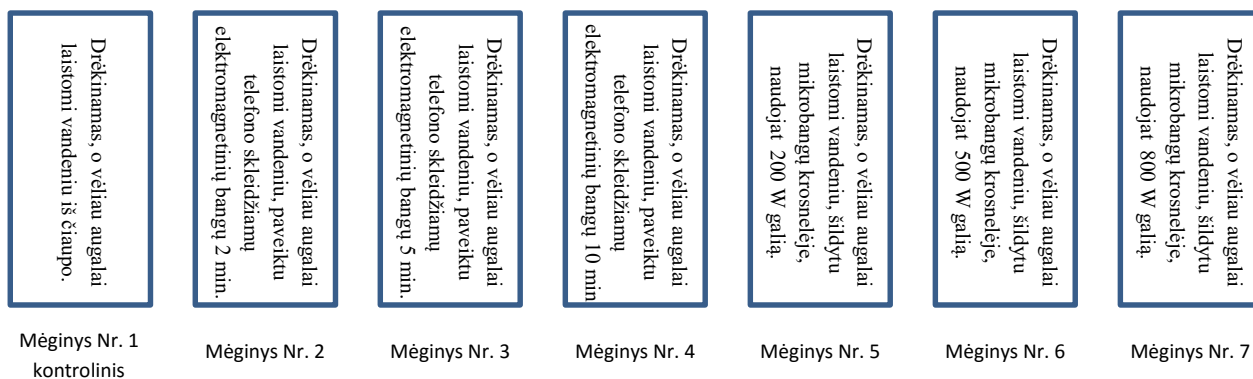 Drėkinamas, o vėliau augalai
laistomi vandeniu iš čiaupo.
Mėginys Nr. 1
kontrolinis
Drėkinamas, o vėliau augalai
laistomi vandeniu, paveiktu
telefono skleidžiamų
elektromagnetinių bangų 2 min.
Mėginys Nr. 2
Drėkinamas, o vėliau augalai
laistomi vandeniu, paveiktu
telefono skleidžiamų
elektromagnetinių bangų 5 min.
Mėginys Nr. 3
Drėkinamas, o vėliau augalai
laistomi vandeniu, paveiktu
telefono skleidžiamų
elektromagnetinių bangų 10 min
Mėginys Nr. 4
Drėkinamas, o vėliau augalai
laistomi vandeniu, šildytu
mikrobangų krosnelėje,
naudojat 200 W galią.
Mėginys Nr. 5
Drėkinamas, o vėliau augalai
laistomi vandeniu, šildytu
mikrobangų krosnelėje,
naudojat 500 W galią.
Mėginys Nr. 6
Drėkinamas, o vėliau augalai
laistomi vandeniu, šildytu
mikrobangų krosnelėje,
naudojat 800 W galią.
Mėginys Nr. 7